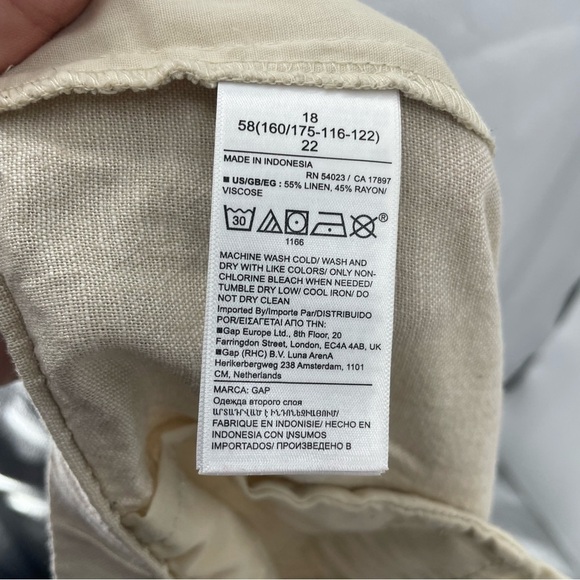 18
58(160/175-116-122)
22
MADE IN INDONESIA
RN 54023 / CA 17897
■ US/GB/EG : 55% LINEN, 45% RAYON/
VISCOSE
30
®
1166
MACHINE WASH COLD/ WASH AND
DRY WITH LIKE COLORS/ ONLY NON-
CHLORINE BLEACH WHEN NEEDED/
TUMBLE DRY LOW/ COOL IRON/ DO
NOT DRY CLEAN
Imported By/Importe Par/DISTRIBUIDO
POR/ΕΙΣΑΓΕΤΑΙ ΑΠΟ ΤΗΝ:
■Gap Europe Ltd., 8th Floor, 20
Farringdon Street, London, EC4A 4AB, UK
■Gap (RHC) B.V. Luna ArenA
Herikerbergweg 238 Amsterdam, 1101
CM, Netherlands
MARCA: GAP
Одежда второго слоя
ԱՐՏԱԴՐՎԱԾ Է ԻՆԴՈՆԵԶԻԱՅՈՒՄ/
FABRIQUE EN INDONISIE/ HECHO EN
INDONESIA CON INSUMOS
IMPORTADOS/ ПРОИЗВЕДЕНО В